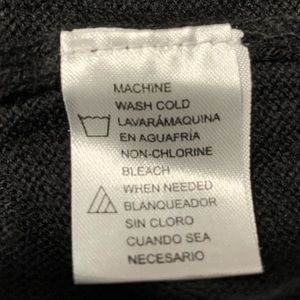 MACHINE
WASH COLD
LAVARÁMAQUINA
EN AGUAFRÍA
NON-CHLORINE
BLEACH
WHEN NEEDED
BLANQUEADOR
SIN CLORO
CUANDO SEA
NECESARIO